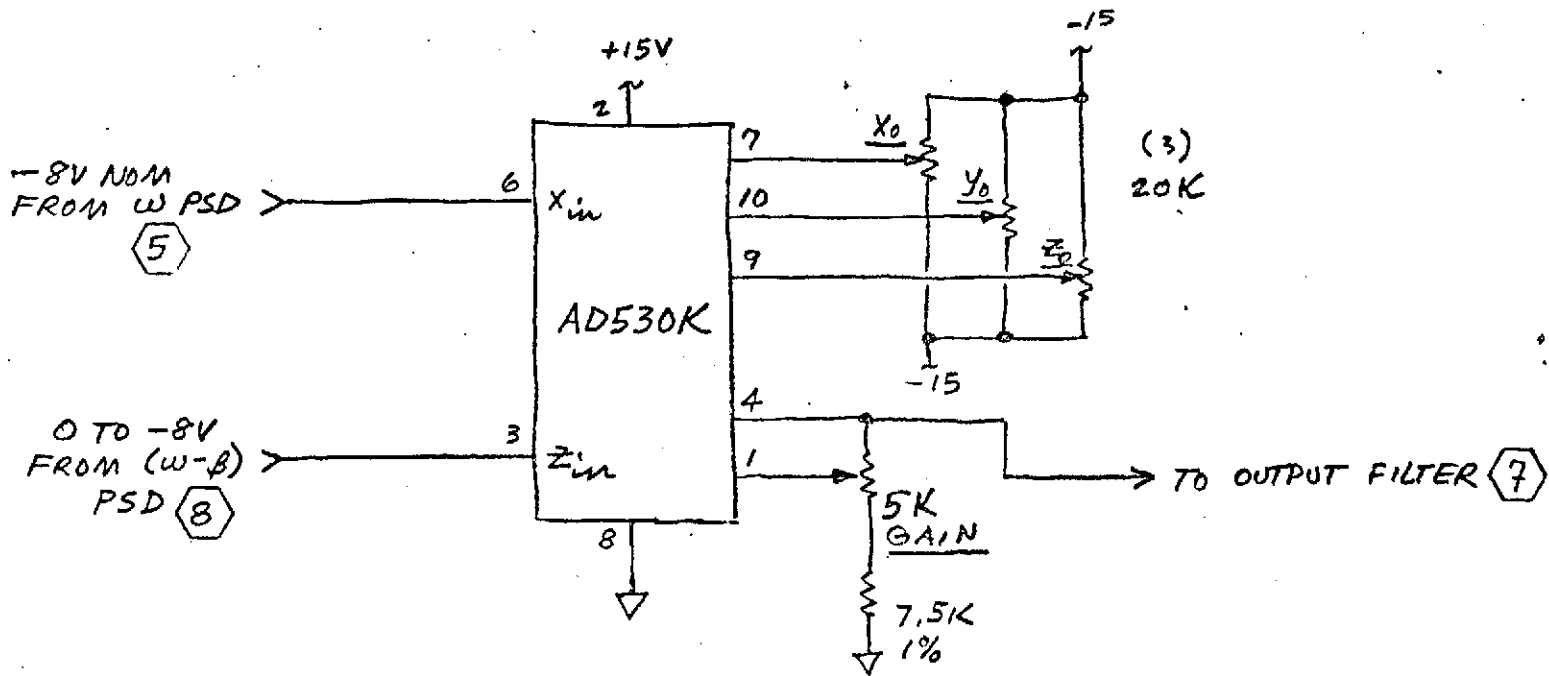 -15
+15V
2
7
X0
(3)
20K
-8V NOM
FROM ω PSD
5
6
Xin
10
Y0
9
Z0
AD530K
-15
4
0 TO -8V
FROM (ω-β)
PSD 8
3
Zin
1
5K
GAIN
TO OUTPUT FILTER 7
8
7.5K
1%